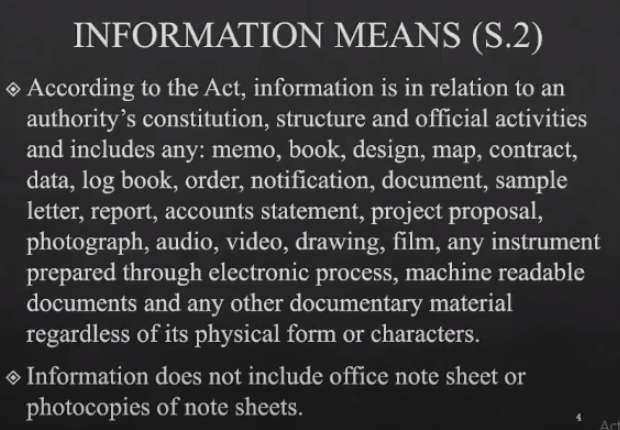 INFORMATION MEANS (S.2)
According to the Act, information is in relation to an
authority's constitution, structure and official activities
and includes any: memo, book, design, map, contract,
data, log book, order, notification, document, sample
letter, report, accounts statement, project proposal,
photograph, audio, video, drawing, film, any instrument
prepared through electronic process, machine readable
documents and any other documentary material
regardless of its physical form or characters.
Information does not include office note sheet or
photocopies of note sheets.
4